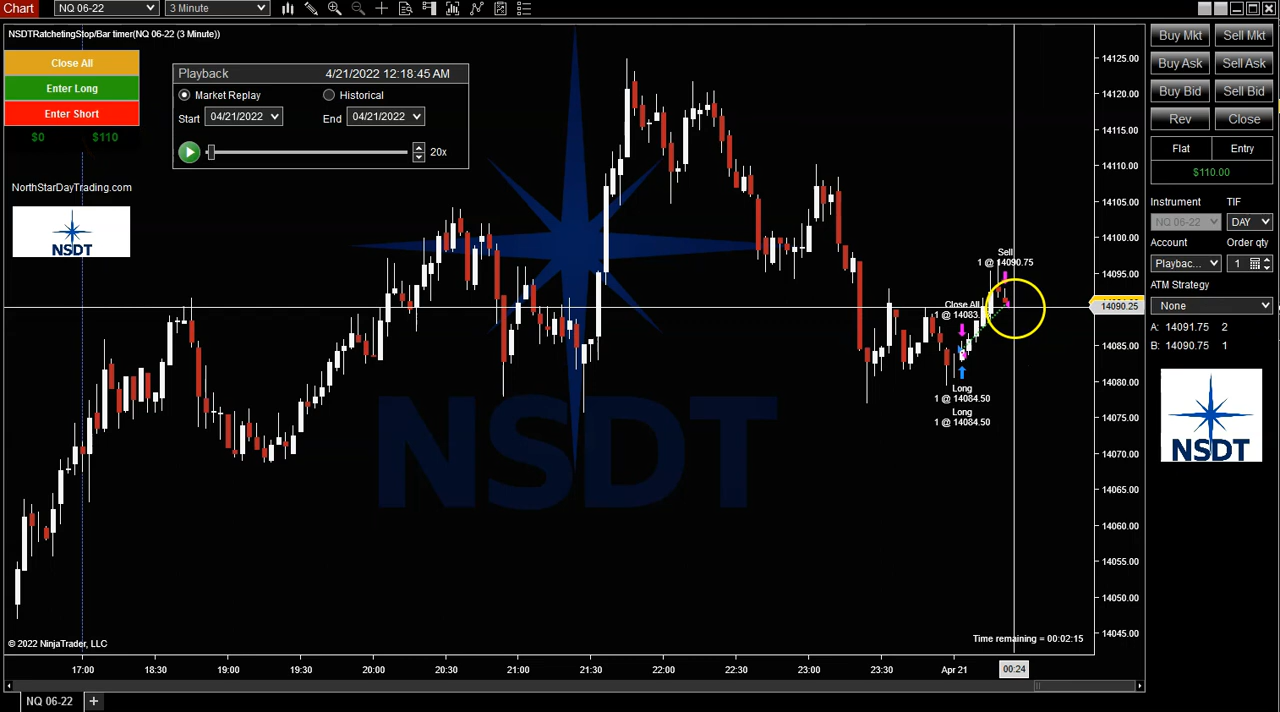 Chart
NQ 06-22
3 Minute
NSDTRatchetingStop/Bar timer(NQ 06-22 (3 Minute))
Close All
Enter Long
Enter Short
$0 $110
NorthStarDayTrading.com
NSDT
Playback 4/21/2022 12:18:45 AM
Market Replay Historical
Start 04/21/2022 End 04/21/2022
20x
NSDT
Sell
1 @ 14090.75
Close All
1 @ 14083.
Long
1 @ 14084.50
Long
1 @ 14084.50
14125.00
14120.00
14115.00
14110.00
14105.00
14100.00
14095.00
14090.25
14085.00
14080.00
14075.00
14070.00
14065.00
14060.00
14055.00
14050.00
14045.00
Time remaining = 00:02:15
© 2022 NinjaTrader, LLC
17:00 18:30 19:00 19:30 20:00 20:30 21:00 21:30 22:00 22:30 23:00 23:30 Apr 21 00:24
NQ 06-22 +
Buy Mkt Sell Mkt
Buy Ask Sell Ask
Buy Bid Sell Bid
Rev Close
Flat Entry
$110.00
Instrument TIF
NQ 06-22 DAY
Account Order qty
Playbac... 1
ATM Strategy
None
A: 14091.75 2
B: 14090.75 1
NSDT